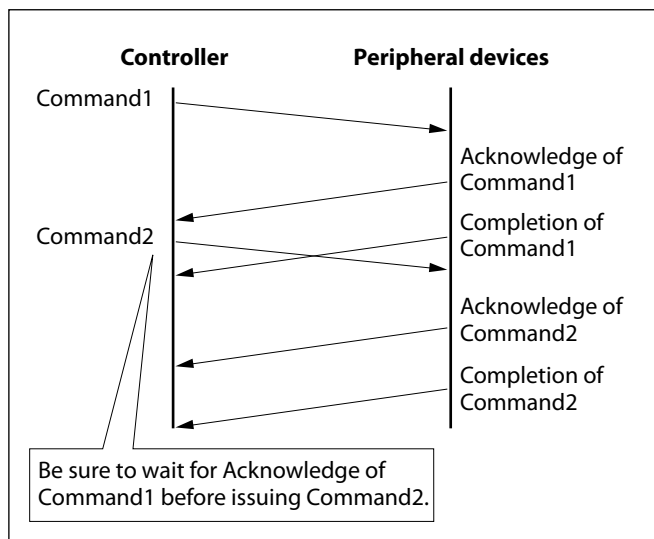 Controller
Peripheral devices
Command1
Acknowledge of
Command1
Command2
Completion of
Command1
Acknowledge of
Command2
Completion of
Command2
Be sure to wait for Acknowledge of
Command1 before issuing Command2.